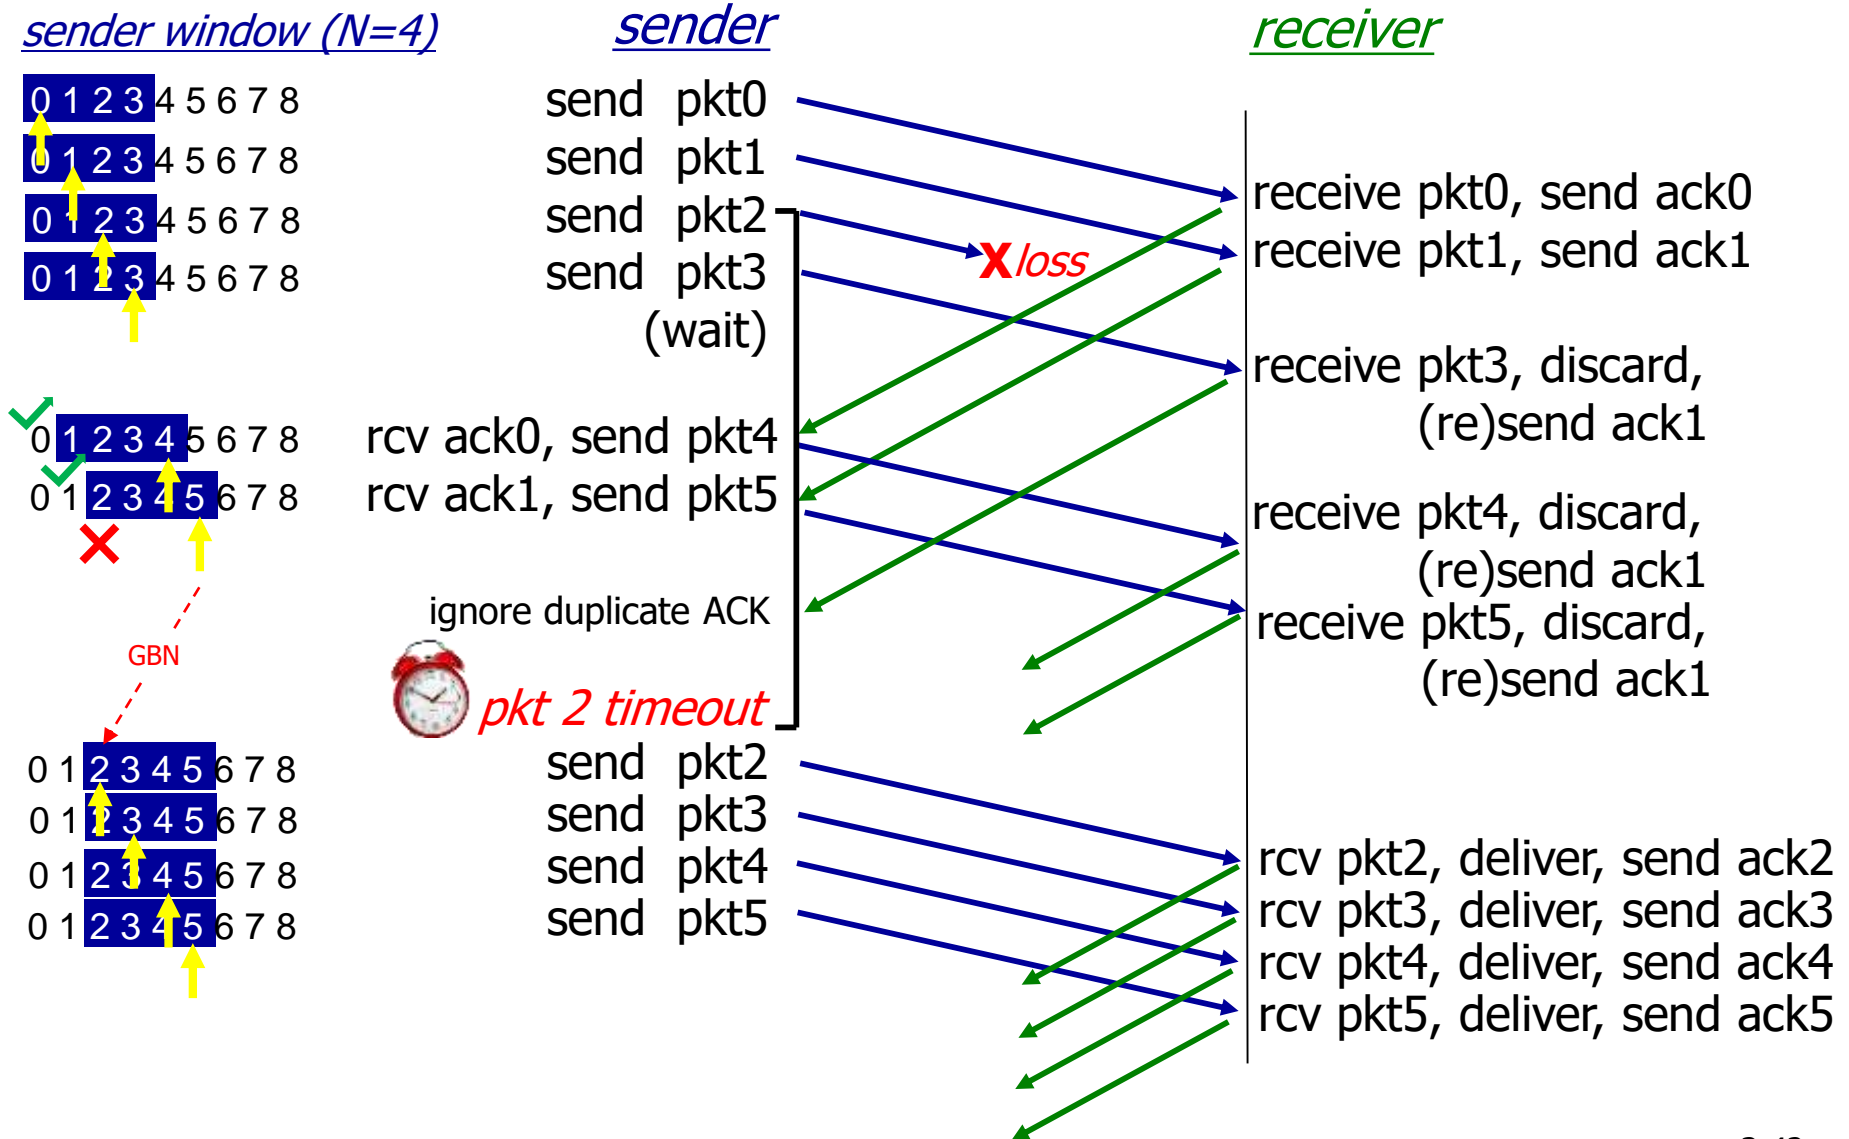 sender window (N=4)
sender
receiver
0 1 2 3 4 5 6 7 8
send pkt0
0 1 2 3 4 5 6 7 8
send pkt1
receive pkt0, send ack0
0 1 2 3 4 5 6 7 8
send pkt2
receive pkt1, send ack1
X loss
0 1 2 3 4 5 6 7 8
send pkt3
(wait)
receive pkt3, discard,
(re)send ack1
0 1 2 3 4 5 6 7 8
rcv ack0, send pkt4
0 1 2 3 4 5 6 7 8
rcv ack1, send pkt5
receive pkt4, discard,
(re)send ack1
ignore duplicate ACK
receive pkt5, discard,
(re)send ack1
GBN
pkt 2 timeout
0 1 2 3 4 5 6 7 8
send pkt2
0 1 2 3 4 5 6 7 8
send pkt3
0 1 2 3 4 5 6 7 8
send pkt4
0 1 2 3 4 5 6 7 8
send pkt5
rcv pkt2, deliver, send ack2
rcv pkt3, deliver, send ack3
rcv pkt4, deliver, send ack4
rcv pkt5, deliver, send ack5